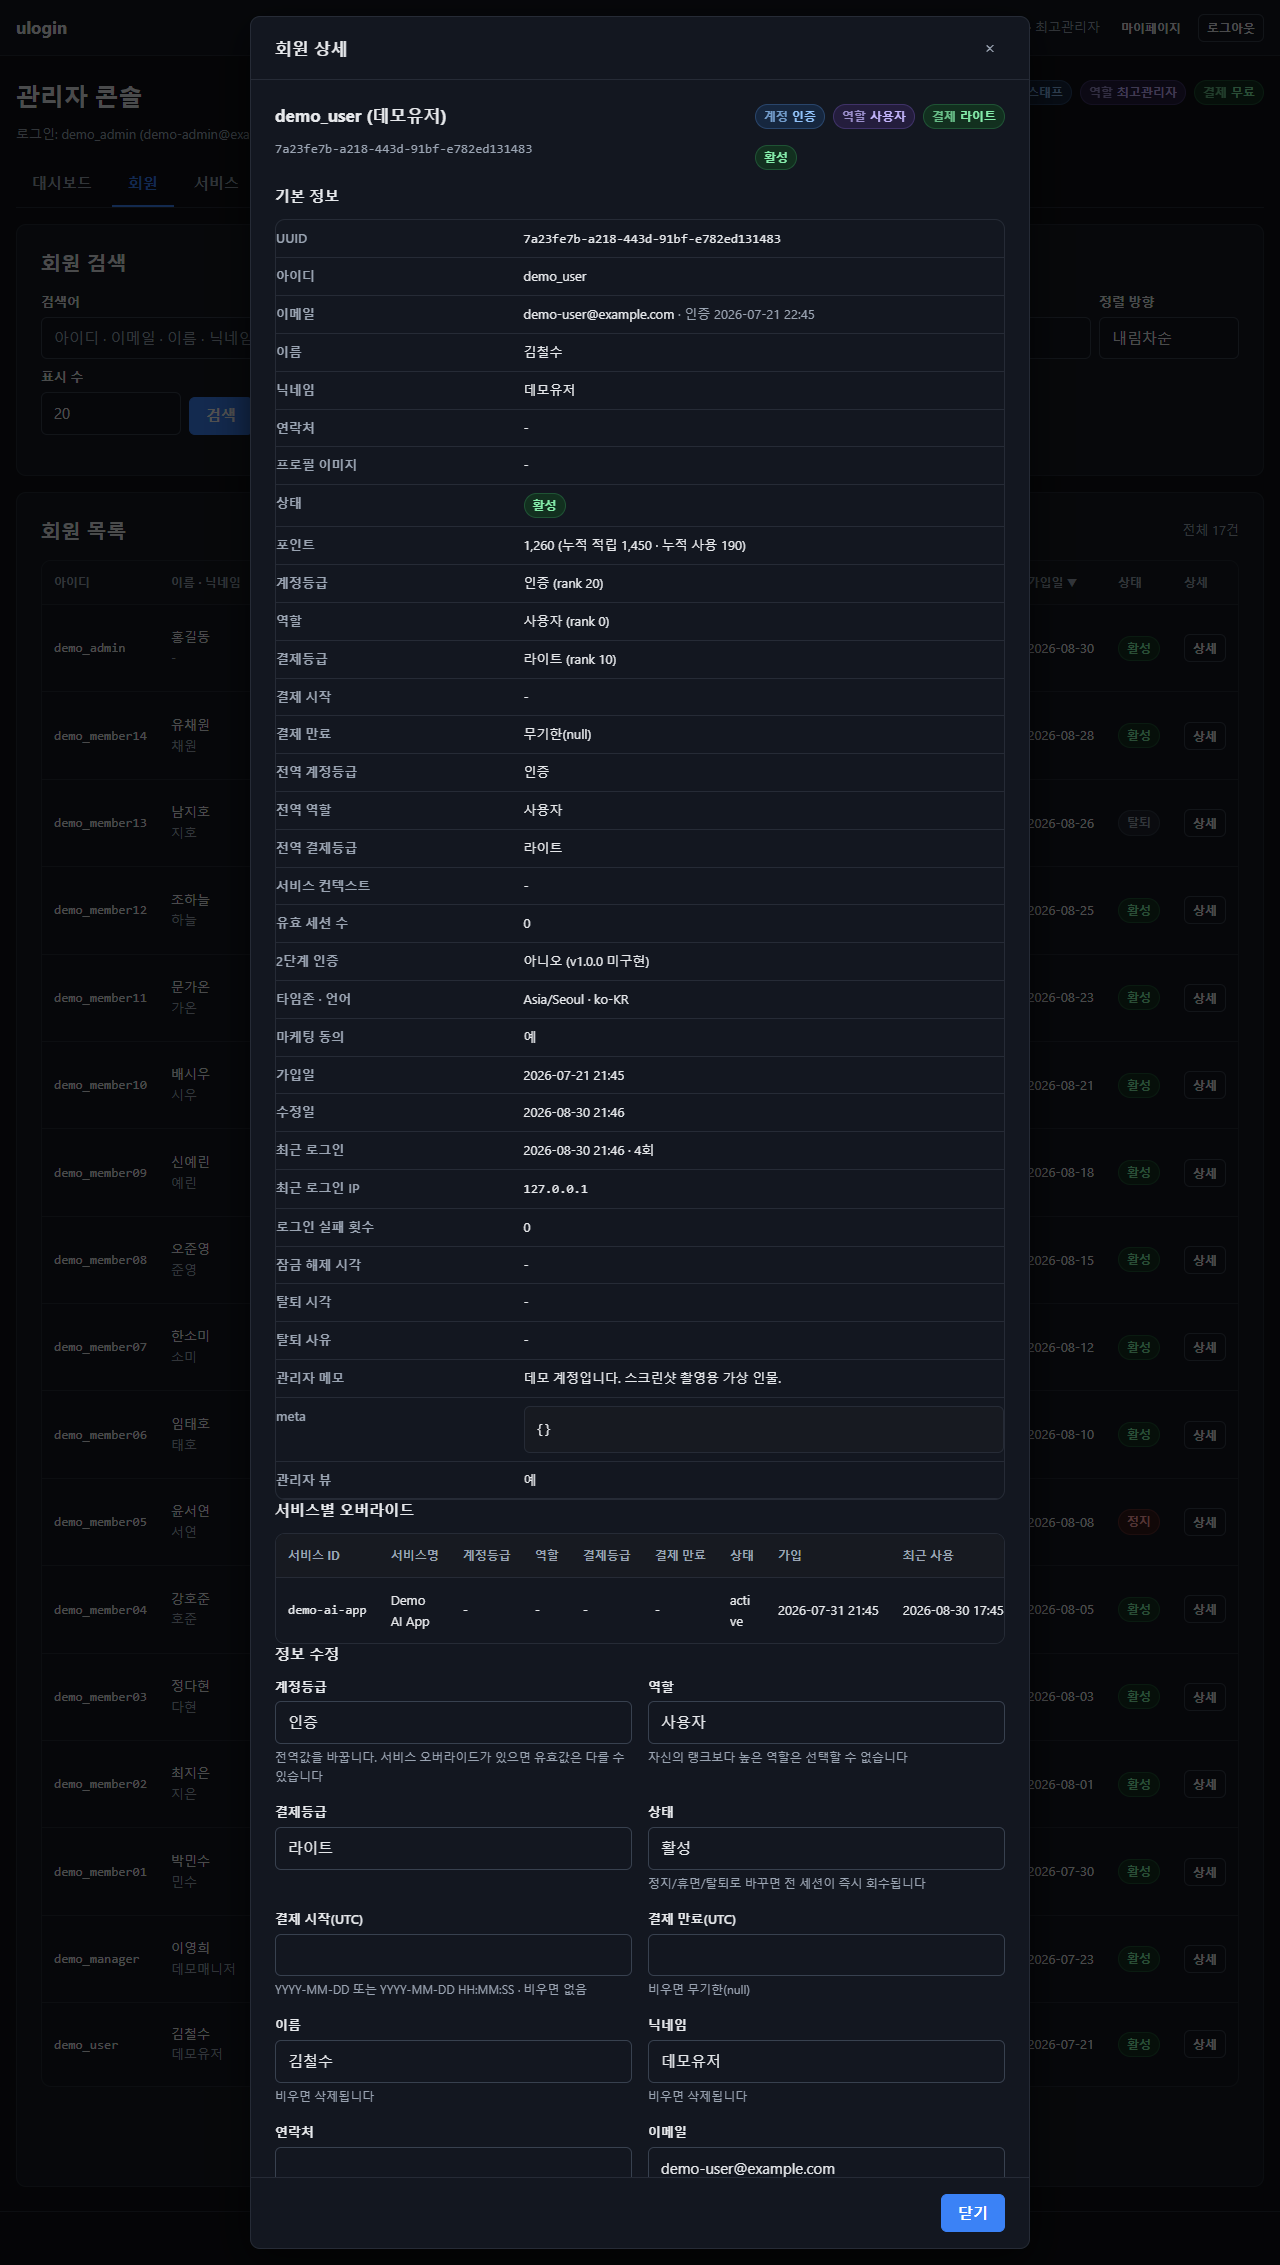 ulogin
최고관리자 마이페이지 로그아웃
관리자 콘솔
스태프 역할 최고관리자 결제 무료
로그인: demo_admin (demo-admin@exa
대시보드 회원 서비스
회원 검색
검색어 정렬 방향
아이디 · 이메일 · 이름 · 닉네임 내림차순
표시 수
20 검색
회원 목록 전체 17건
아이디 이름 · 닉네임 가입일 ▼ 상태 상세
demo_admin 홍길동 - 2026-08-30 활성 상세
demo_member14 유채원 채원 2026-08-28 활성 상세
demo_member13 남지호 지호 2026-08-26 탈퇴 상세
demo_member12 조하늘 하늘 2026-08-25 활성 상세
demo_member11 문가온 가온 2026-08-23 활성 상세
demo_member10 배시우 시우 2026-08-21 활성 상세
demo_member09 신예린 예린 2026-08-18 활성 상세
demo_member08 오준영 준영 2026-08-15 활성 상세
demo_member07 한소미 소미 2026-08-12 활성 상세
demo_member06 임태호 태호 2026-08-10 활성 상세
demo_member05 윤서연 서연 2026-08-08 정지 상세
demo_member04 강호준 호준 2026-08-05 활성 상세
demo_member03 정다현 다현 2026-08-03 활성 상세
demo_member02 최지은 지은 2026-08-01 활성 상세
demo_member01 박민수 민수 2026-07-30 활성 상세
demo_manager 이영희 데모매니저 2026-07-23 활성 상세
demo_user 김철수 데모유저 2026-07-21 활성 상세
회원 상세 ×
demo_user (데모유저) 계정 인증 역할 사용자 결제 라이트
7a23fe7b-a218-443d-91bf-e782ed131483 활성
기본 정보
UUID 7a23fe7b-a218-443d-91bf-e782ed131483
아이디 demo_user
이메일 demo-user@example.com · 인증 2026-07-21 22:45
이름 김철수
닉네임 데모유저
연락처 -
프로필 이미지 -
상태 활성
포인트 1,260 (누적 적립 1,450 · 누적 사용 190)
계정등급 인증 (rank 20)
역할 사용자 (rank 0)
결제등급 라이트 (rank 10)
결제 시작 -
결제 만료 무기한(null)
전역 계정등급 인증
전역 역할 사용자
전역 결제등급 라이트
서비스 컨텍스트 -
유효 세션 수 0
2단계 인증 아니오 (v1.0.0 미구현)
타임존 · 언어 Asia/Seoul · ko-KR
마케팅 동의 예
가입일 2026-07-21 21:45
수정일 2026-08-30 21:46
최근 로그인 2026-08-30 21:46 · 4회
최근 로그인 IP 127.0.0.1
로그인 실패 횟수 0
잠금 해제 시각 -
탈퇴 시각 -
탈퇴 사유 -
관리자 메모 데모 계정입니다. 스크린샷 촬영용 가상 인물.
meta {}
관리자 뷰 예
서비스별 오버라이드
서비스 ID 서비스명 계정등급 역할 결제등급 결제 만료 상태 가입 최근 사용
demo-ai-app Demo AI App - - - - active 2026-07-31 21:45 2026-08-30 17:45
정보 수정
계정등급 역할
인증 사용자
전역값을 바꿉니다. 서비스 오버라이드가 있으면 유효값은 다를 수 자신의 랭크보다 높은 역할은 선택할 수 없습니다
있습니다
결제등급 상태
라이트 활성
정지/휴면/탈퇴로 바꾸면 전 세션이 즉시 회수됩니다
결제 시작(UTC) 결제 만료(UTC)
YYYY-MM-DD 또는 YYYY-MM-DD HH:MM:SS · 비우면 없음 비우면 무기한(null)
이름 닉네임
김철수 데모유저
비우면 삭제됩니다 비우면 삭제됩니다
연락처 이메일
demo-user@example.com
닫기